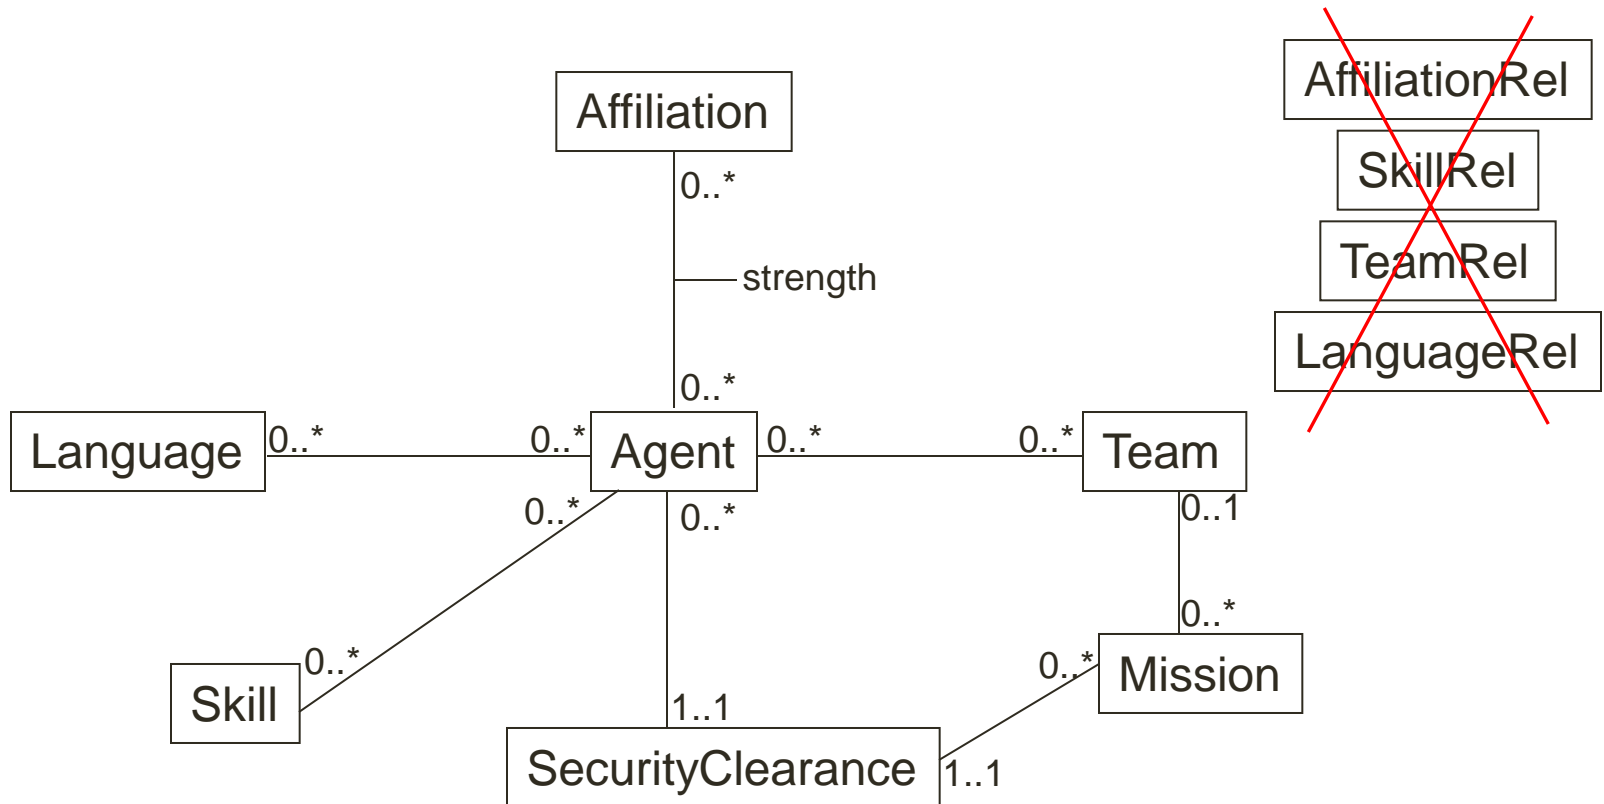 AffiliationRel
Affiliation
SkillRel
0..*
TeamRel
strength
LanguageRel
0..*
Language
0..*
0..*
Agent
0..*
0..*
Team
0..*
0..*
0..1
0..*
0..*
Skill
1..1
0..*
Mission
SecurityClearance
1..1